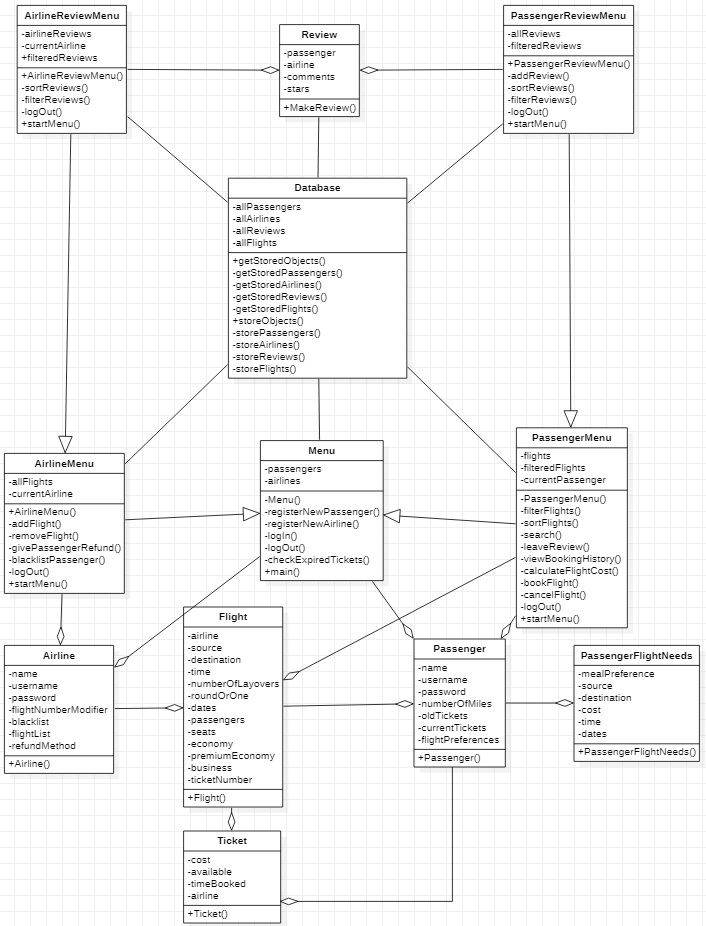 AirlineReviewMenu
-airlineReviews
-currentAirline
+filteredReviews
+AirlineReviewMenu()
-sortReviews()
-filterReviews()
-logOut()
+startMenu()
Review
-passenger
-airline
-comments
-stars
+MakeReview()
PassengerReviewMenu
-allReviews
-filteredReviews
+PassengerReviewMenu()
-addReview()
-sortReviews()
-filterReviews()
-logOut()
+startMenu()
Database
-allPassengers
-allAirlines
-allReviews
-allFlights
+getStoredObjects()
-getStoredPassengers()
-getStoredAirlines()
-getStoredReviews()
-getStoredFlights()
+storeObjects()
-storePassengers()
-storeAirlines()
-storeReviews()
-storeFlights()
AirlineMenu
-allFlights
-currentAirline
+AirlineMenu()
-addFlight()
-removeFlight()
-givePassengerRefund()
-blacklistPassenger()
-logOut()
+startMenu()
Menu
-passengers
-airlines
-Menu()
-registerNewPassenger()
-registerNewAirline()
-logIn()
-logOut()
-checkExpiredTickets()
+main()
PassengerMenu
-flights
-filteredFlights
-currentPassenger
-PassengerMenu()
-filterFlights()
-sortFlights()
-search()
-leaveReview()
-viewBookingHistory()
-calculateFlightCost()
-bookFlight()
-cancelFlight()
-logOut()
+startMenu()
Airline
-name
-username
-password
-flightNumberModifier
-blacklist
-flightList
-refundMethod
+Airline()
Flight
-airline
-source
-destination
-time
-numberOfLayovers
-roundOrOne
-dates
-passengers
-seats
-economy
-premiumEconomy
-business
-ticketNumber
+Flight()
Passenger
-name
-username
-password
-numberOfMiles
-oldTickets
-currentTickets
-flightPreferences
+Passenger()
PassengerFlightNeeds
-mealPreference
-source
-destination
-cost
-time
-dates
+PassengerFlightNeeds()
Ticket
-cost
-available
-timeBooked
-airline
+Ticket()